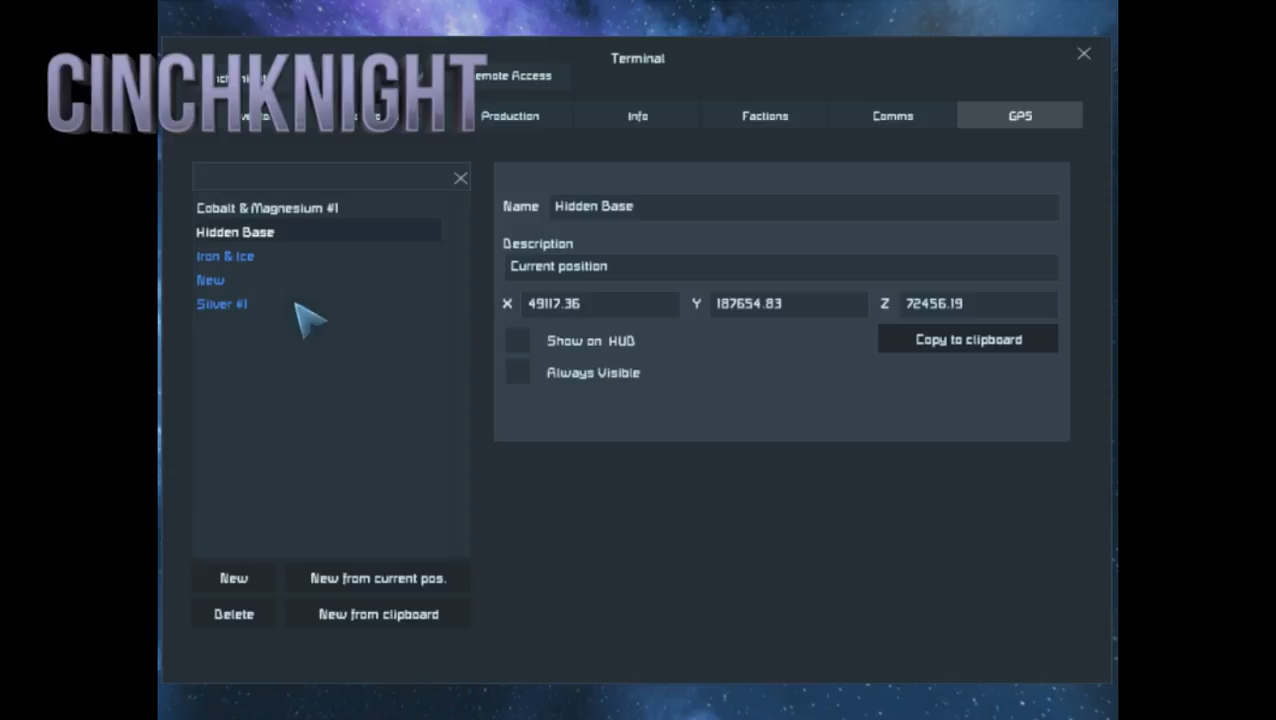 CINCHKNIGHT
Terminal
Remote Access
Production
Info
Factions
Comms
GPS
Cobalt & Magnesium #1
Hidden Base
Iron & Ice
New
Silver #1
Name Hidden Base
Description
Current position
X 49117.36 Y 187654.83 Z 72456.19
Show on HUD
Copy to clipboard
Always Visible
New
New from current pos.
Delete
New from clipboard